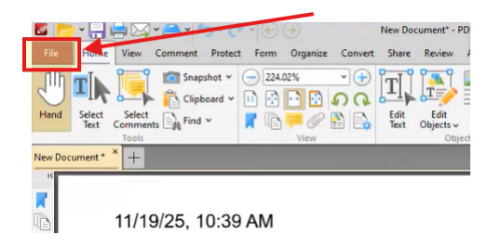 New Document* - PD
File Home View Comment Protect Form Organize Convert Share Review
Snapshot 224.02%
Clipboard
Hand Select Text Select Comments Find Edit Text Edit Objects
Tools View Objec
New Document *
11/19/25, 10:39 AM